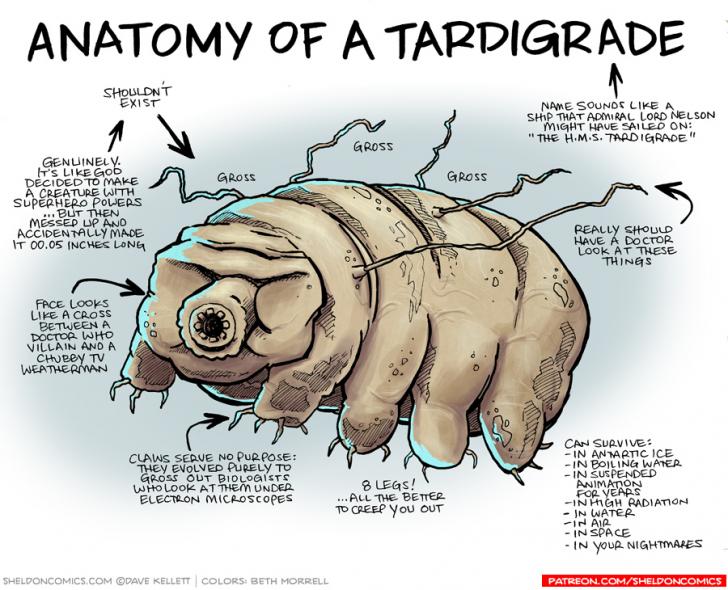 ANATOMY OF A TARDIGRADE
SHOULDN'T
EXIST
GENUINELY.
IT'S LIKE GOD
DECIDED TO MAKE
A CREATURE WITH
SUPERHERO POWERS
...BUT THEN
MESSED UP AND
ACCIDENTALLY MADE
IT 00.05 INCHES LONG
GROSS
GROSS
GROSS
NAME SOUNDS LIKE A
SHIP THAT ADMIRAL LORD NELSON
MIGHT HAVE SAILED ON:
"THE H.M.S. TARDIGRADE"
REALLY SHOULD
HAVE A DOCTOR
LOOK AT THESE
THINGS
FACE LOOKS
LIKE A CROSS
BETWEEN A
DOCTOR WHO
VILLAIN AND A
CHUBBY TV
WEATHERMAN
CLAWS SERVE NO PURPOSE:
THEY EVOLVED PURELY TO
GROSS OUT BIOLOGISTS
WHO LOOK AT THEM UNDER
ELECTRON MICROSCOPES
8 LEGS!
...ALL THE BETTER
TO CREEP YOU OUT
CAN SURVIVE:
- IN ANTARTIC ICE
- IN BOILING WATER
- IN SUSPENDED
ANIMATION
FOR YEARS
- IN HIGH RADIATION
- IN WATER
- IN AIR
- IN SPACE
- IN YOUR NIGHTMARES
SHELDONCOMICS.COM ©DAVE KELLETT | COLORS: BETH MORRELL
PATREON.COM/SHELDONCOMICS